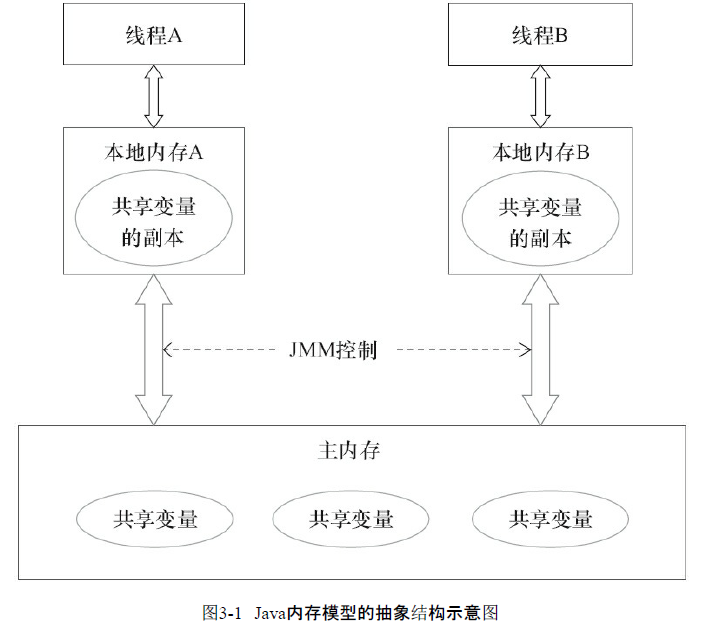 线程A
线程B
本地内存A
本地内存B
共享变量
的副本
共享变量
的副本
JMM控制
主内存
共享变量
共享变量
共享变量
图3-1 Java内存模型的抽象结构示意图